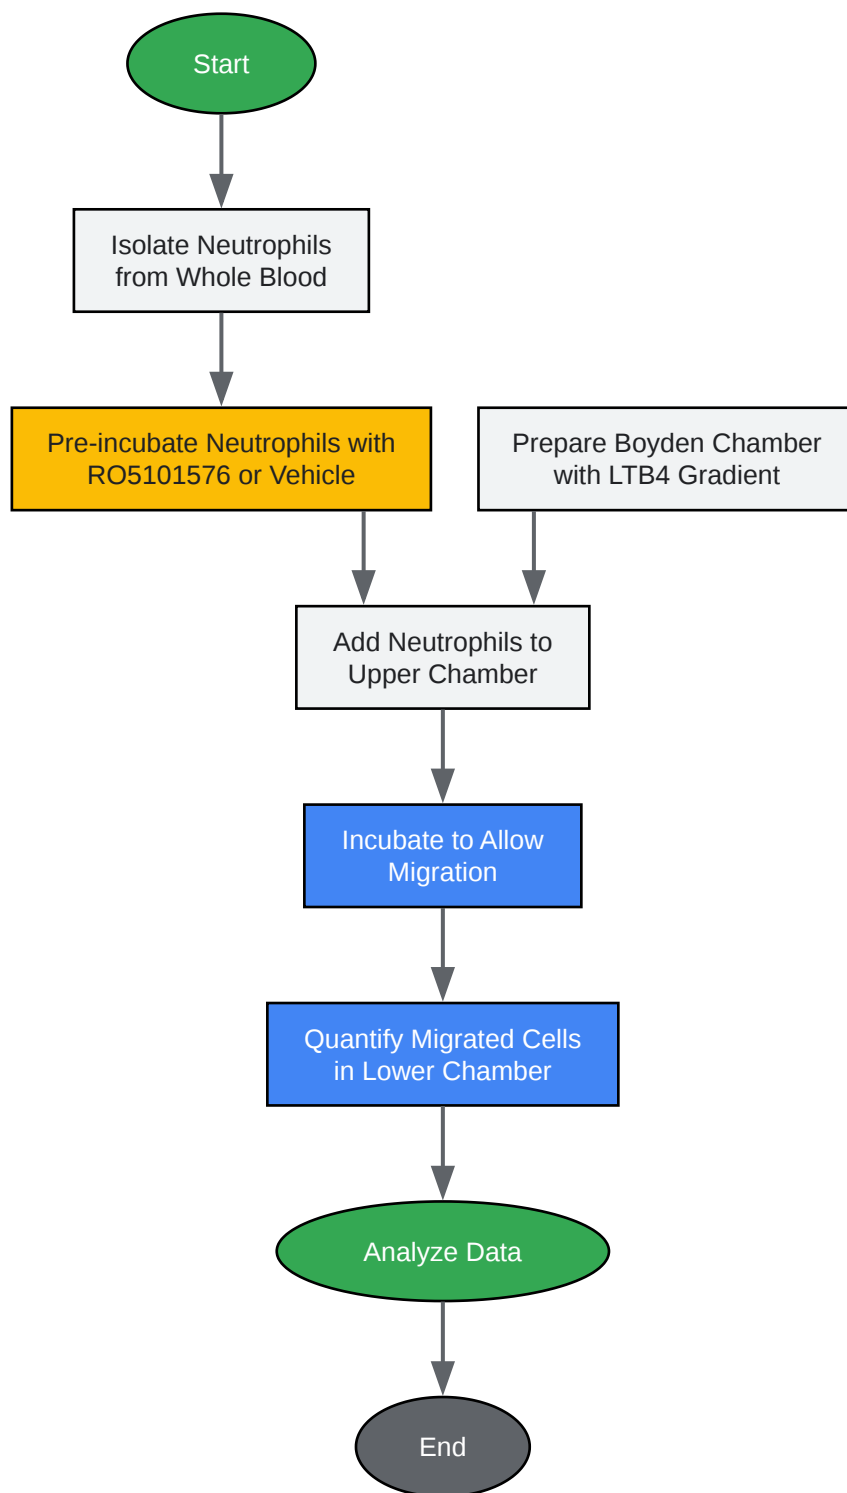 Start
Isolate Neutrophils
from Whole Blood
Pre-incubate Neutrophils with
RO5101576 or Vehicle
Prepare Boyden Chamber
with LTB4 Gradient
Add Neutrophils to
Upper Chamber
Incubate to Allow
Migration
Quantify Migrated Cells
in Lower Chamber
Analyze Data
End